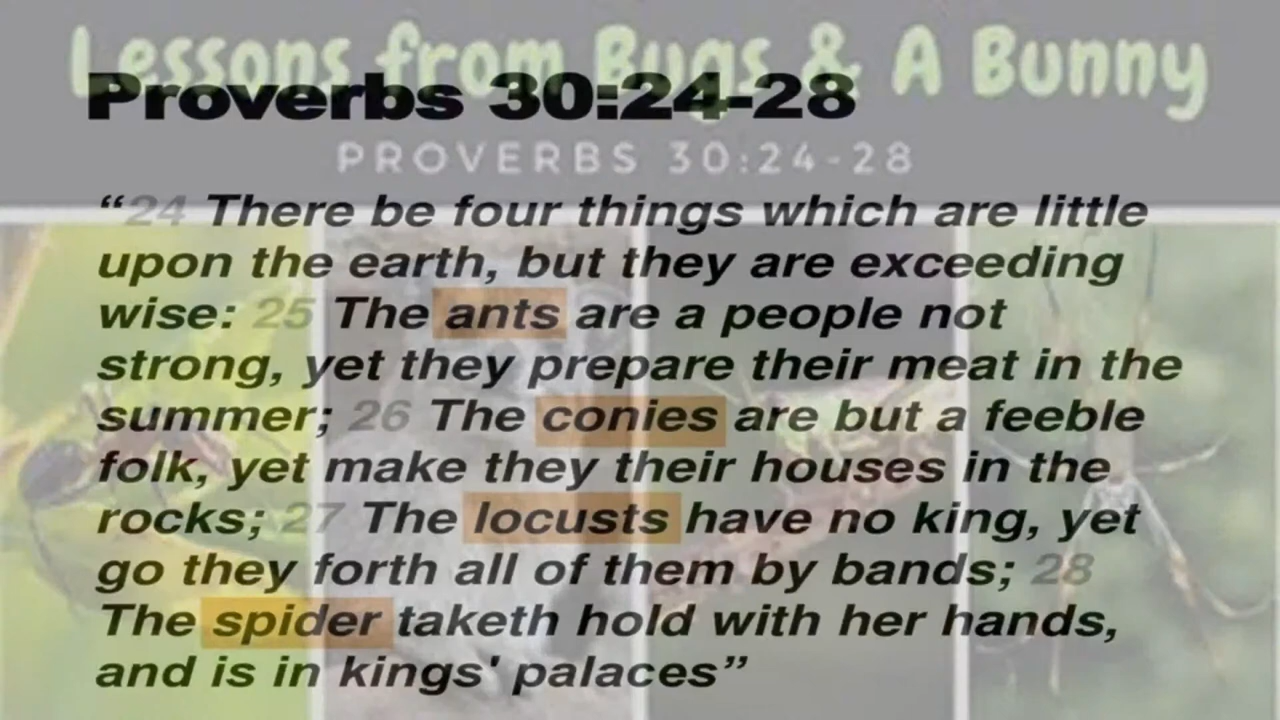 Lessons from Bugs & A Bunny
Proverbs 30:24-28
PROVERBS 30:24-28
“24 There be four things which are little
upon the earth, but they are exceeding
wise: 25 The ants are a people not
strong, yet they prepare their meat in the
summer; 26 The conies are but a feeble
folk, yet make they their houses in the
rocks; 27 The locusts have no king, yet
go they forth all of them by bands; 28
The spider taketh hold with her hands,
and is in kings' palaces”